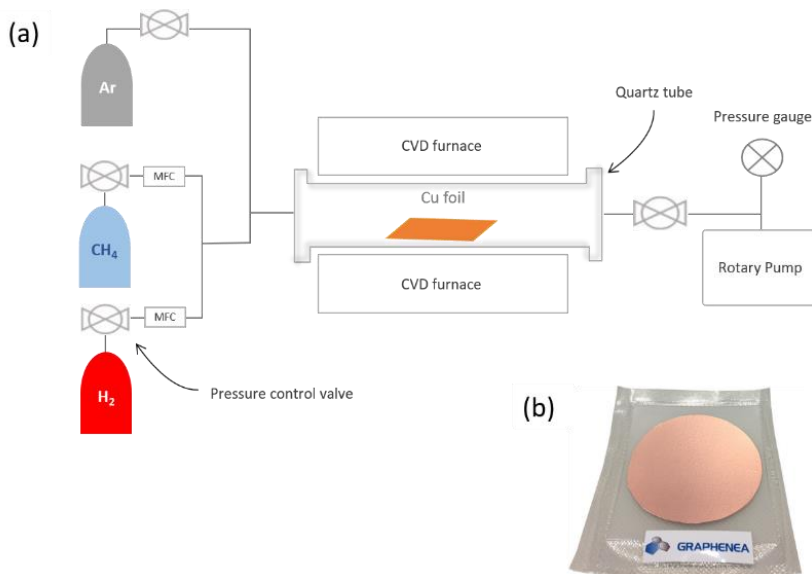 (a)
Ar
Quartz tube
Pressure gauge
CVD furnace
MFC
Cu foil
CH₄
CVD furnace
Rotary Pump
MFC
H₂
Pressure control valve
(b)
GRAPHENEA